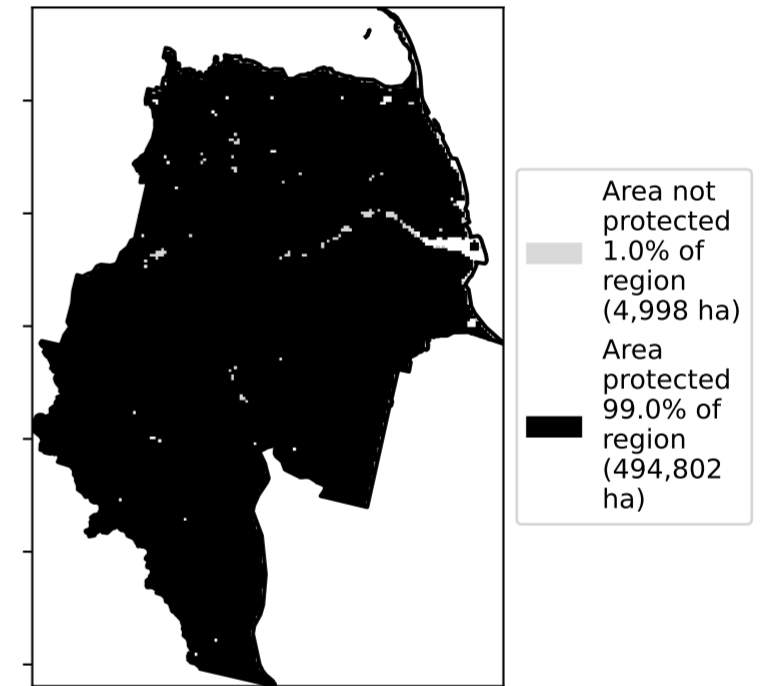 Area not
protected
1.0% of
region
(4,998 ha)
Area
protected
99.0% of
region
(494,802
ha)